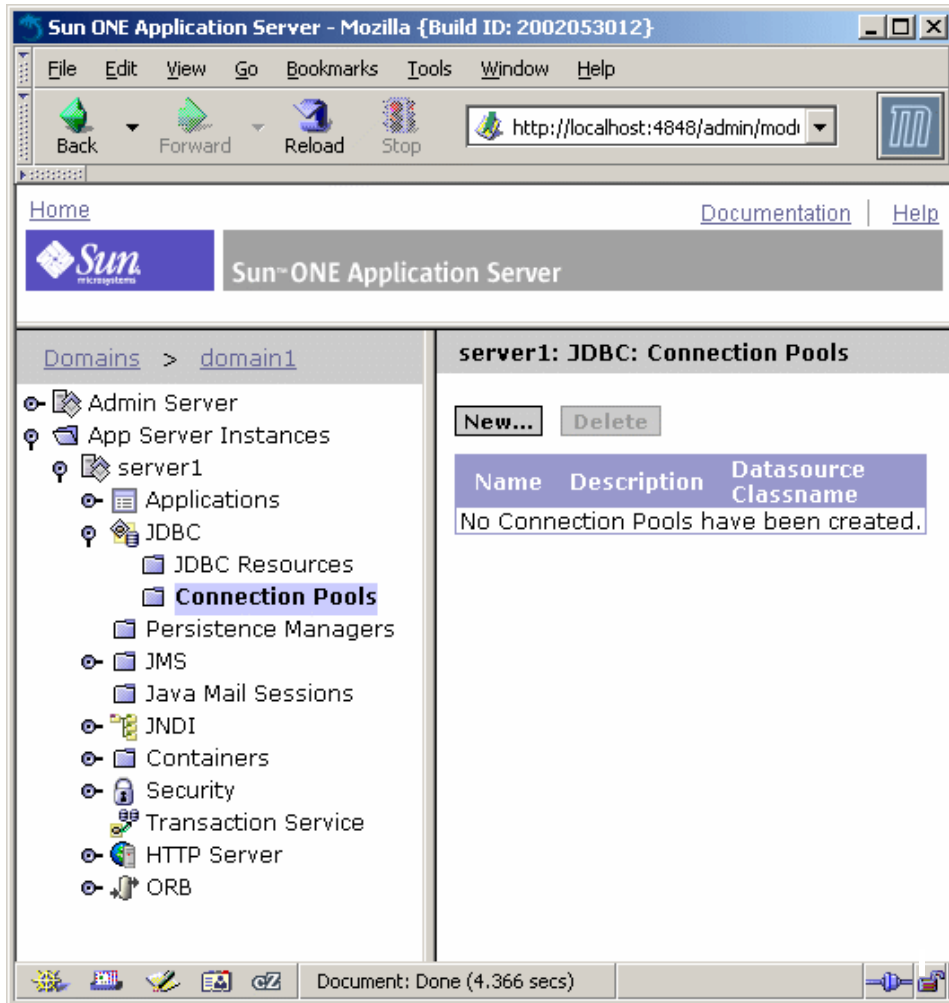 Sun ONE Application Server - Mozilla {Build ID: 2002053012}
File Edit View Go Bookmarks Tools Window Help
Back Forward Reload Stop
http://localhost:4848/admin/modu
Home
Documentation | Help
Sun microsystems
Sun™ ONE Application Server
Domains > domain1
Admin Server
App Server Instances
server1
Applications
JDBC
JDBC Resources
Connection Pools
Persistence Managers
JMS
Java Mail Sessions
JNDI
Containers
Security
Transaction Service
HTTP Server
ORB
server1: JDBC: Connection Pools
New... Delete
Name Description Datasource Classname
No Connection Pools have been created.
Document: Done (4.366 secs)